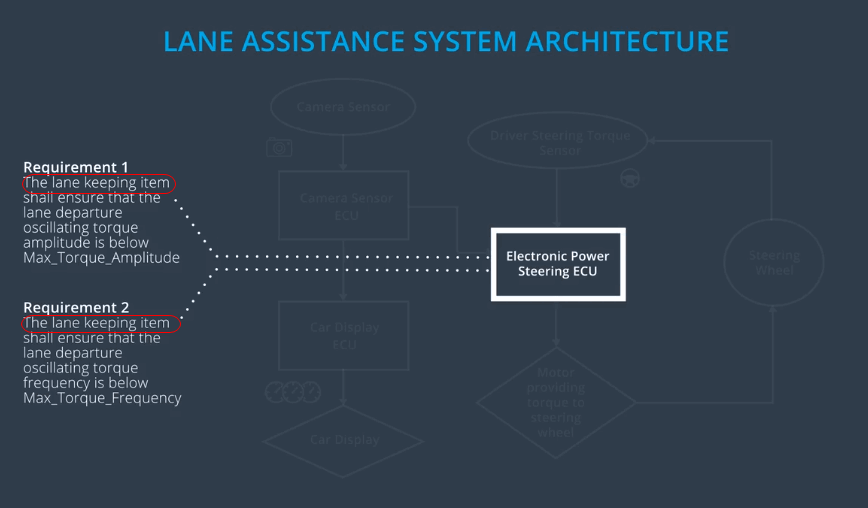 LANE ASSISTANCE SYSTEM ARCHITECTURE
Camera Sensor
Driver Steering Torque
Sensor
Requirement 1
The lane keeping item
shall ensure that the
lane departure
oscillating torque
amplitude is below
Max_Torque_Amplitude
Camera Sensor
ECU
Electronic Power
Steering ECU
Steering
Wheel
Requirement 2
The lane keeping item
shall ensure that the
lane departure
oscillating torque
frequency is below
Max_Torque_Frequency
Car Display
ECU
Motor
providing
torque to
steering
wheel
Car Display